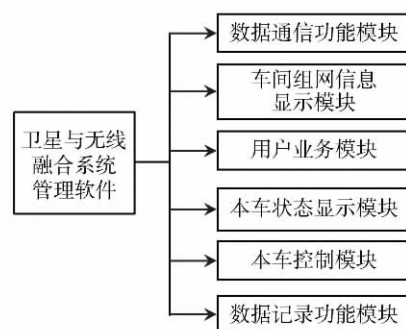 卫星与无线
融合系统
管理软件
数据通信功能模块
车间组网信息
显示模块
用户业务模块
本车状态显示模块
本车控制模块
数据记录功能模块